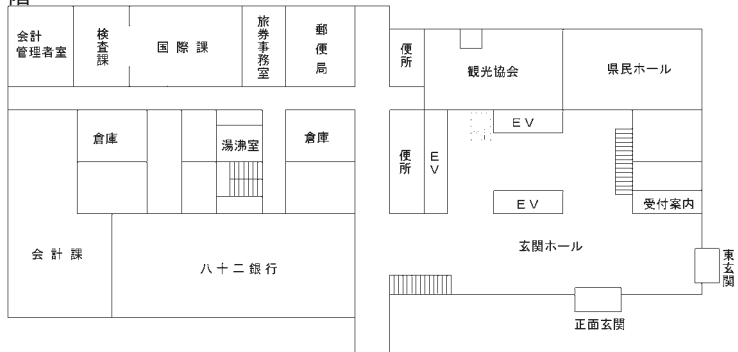 階
会計
管理者室
検査課
国際課
旅券事務室
郵便局
便所
観光協会
県民ホール
倉庫
湯沸室
倉庫
便所
EV
EV
EV
受付案内
会計課
八十二銀行
玄関ホール
東玄関
正面玄関